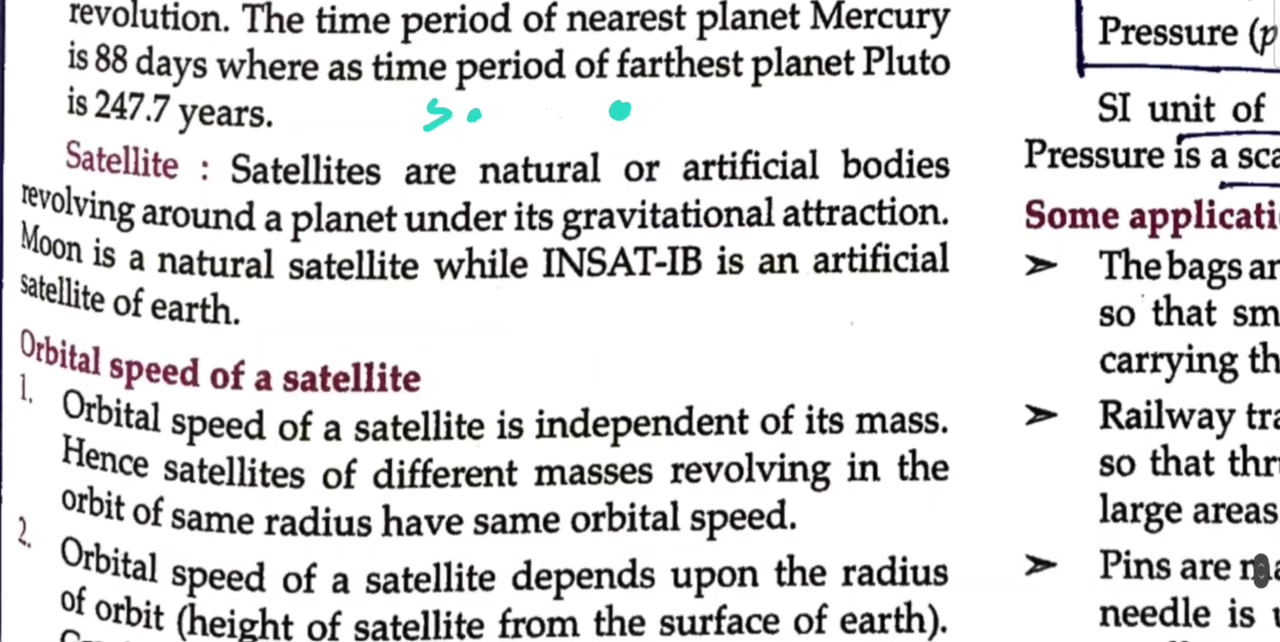 revolution. The time period of nearest planet Mercury
is 88 days where as time period of farthest planet Pluto
is 247.7 years.
Satellite : Satellites are natural or artificial bodies
revolving around a planet under its gravitational attraction.
Moon is a natural satellite while INSAT-IB is an artificial
satellite of earth.
Orbital speed of a satellite
1. Orbital speed of a satellite is independent of its mass.
Hence satellites of different masses revolving in the
orbit of same radius have same orbital speed.
2. Orbital speed of a satellite depends upon the radius
of orbit (height of satellite from the surface of earth).
Pressure (p
SI unit of
Pressure is a sca
Some applicati
➢ The bags ar
so that sm
carrying th
➢ Railway tra
so that thr
large areas
➢ Pins are ma
needle is